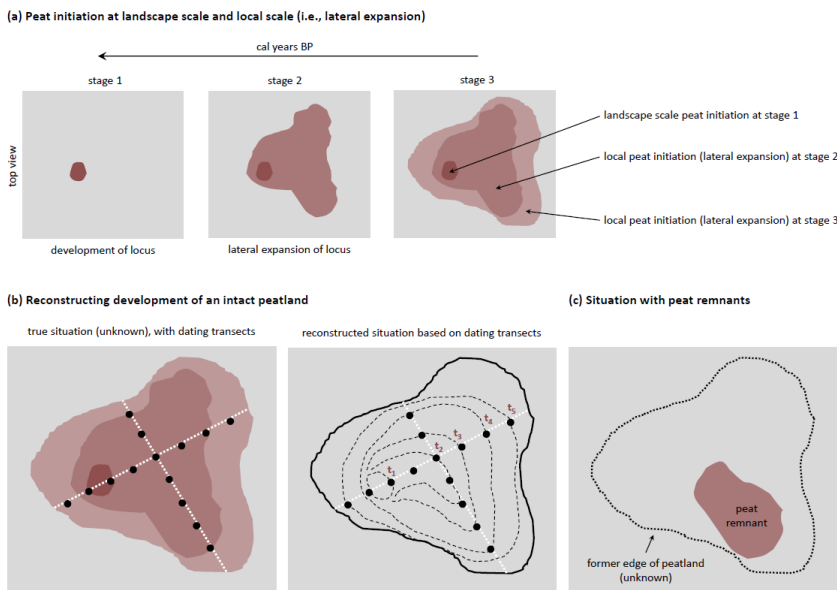 (a) Peat initiation at landscape scale and local scale (i.e., lateral expansion)
cal years BP
stage 1
stage 2
stage 3
top view
landscape scale peat initiation at stage 1
local peat initiation (lateral expansion) at stage 2
local peat initiation (lateral expansion) at stage 3
development of locus
lateral expansion of locus
(b) Reconstructing development of an intact peatland
(c) Situation with peat remnants
true situation (unknown), with dating transects
reconstructed situation based on dating transects
t5
t4
t3
t2
t1
peat
remnant
former edge of peatland
(unknown)